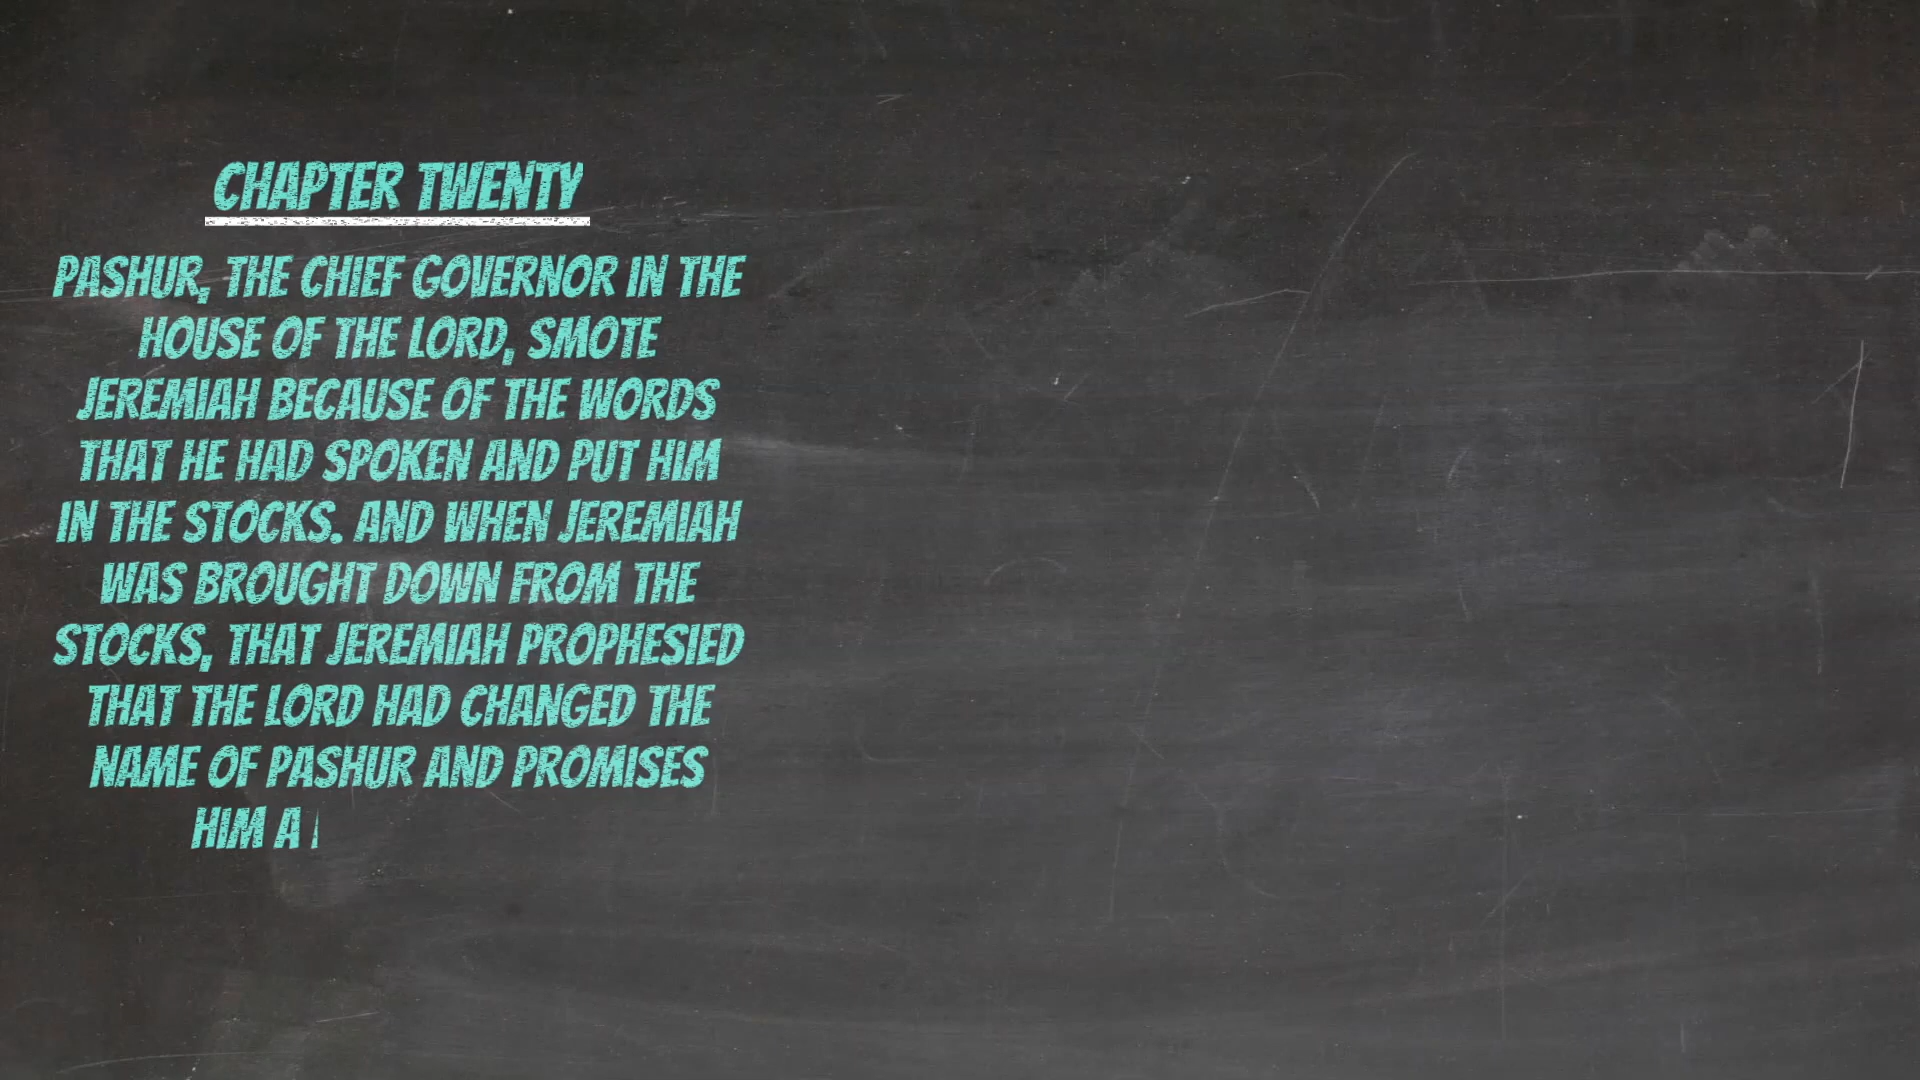 CHAPTER TWENTY
PASHUR, THE CHIEF GOVERNOR IN THE
HOUSE OF THE LORD, SMOTE
JEREMIAH BECAUSE OF THE WORDS
THAT HE HAD SPOKEN AND PUT HIM
IN THE STOCKS. AND WHEN JEREMIAH
WAS BROUGHT DOWN FROM THE
STOCKS, THAT JEREMIAH PROPHESIED
THAT THE LORD HAD CHANGED THE
NAME OF PASHUR AND PROMISES
HIM A